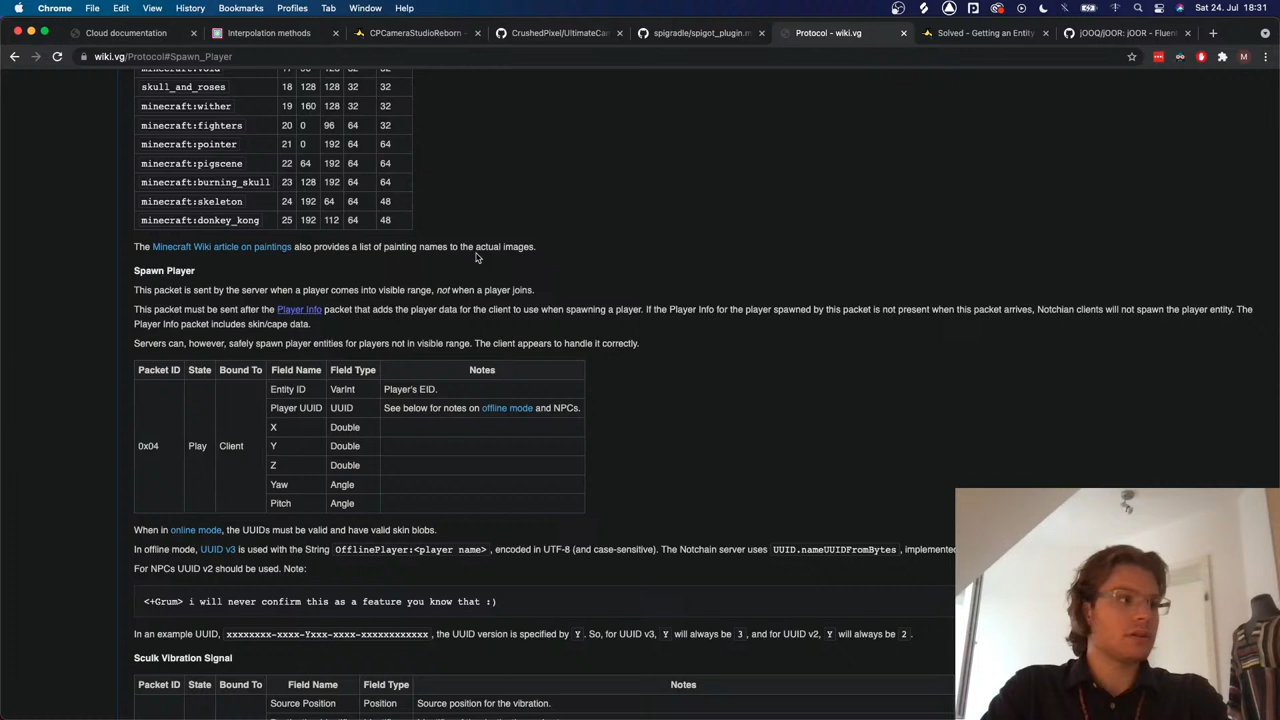 Chrome File Edit View History Bookmarks Profiles Tab Window Help Sat 24. Jul 18:31
Cloud documentation Interpolation methods CPCameraStudioReborn - CrushedPixel/UltimateCa spigradle/spigot_plugin.m Protocol - wiki.vg Solved - Getting an Entity jOOQ/jOOR: jOOR - Fluen
wiki.vg/Protocol#Spawn_Player M
skull_and_roses 18 128 128 32 32
minecraft:wither 19 160 128 32 32
minecraft:fighters 20 0 96 64 32
minecraft:pointer 21 0 192 64 64
minecraft:pigscene 22 64 192 64 64
minecraft:burning_skull 23 128 192 64 64
minecraft:skeleton 24 192 64 64 48
minecraft:donkey_kong 25 192 112 64 48
The Minecraft Wiki article on paintings also provides a list of painting names to the actual images.
Spawn Player
This packet is sent by the server when a player comes into visible range, not when a player joins.
This packet must be sent after the Player Info packet that adds the player data for the client to use when spawning a player. If the Player Info for the player spawned by this packet is not present when this packet arrives, Notchian clients will not spawn the player entity. The
Player Info packet includes skin/cape data.
Servers can, however, safely spawn player entities for players not in visible range. The client appears to handle it correctly.
Packet ID State Bound To Field Name Field Type Notes
Entity ID VarInt Player's EID.
Player UUID UUID See below for notes on offline mode and NPCs.
X Double
0x04 Play Client Y Double
Z Double
Yaw Angle
Pitch Angle
When in online mode, the UUIDs must be valid and have valid skin blobs.
In offline mode, UUID v3 is used with the String OfflinePlayer:<player name>, encoded in UTF-8 (and case-sensitive). The Notchain server uses UUID.nameUUIDFromBytes, implemented
For NPCs UUID v2 should be used. Note:
<+Grum> i will never confirm this as a feature you know that :)
In an example UUID, xxxxxxxx-xxxx-Yxxx-xxxx-xxxxxxxxxxxx, the UUID version is specified by Y. So, for UUID v3, Y will always be 3, and for UUID v2, Y will always be 2.
Sculk Vibration Signal
Packet ID State Bound To Field Name Field Type Notes
Source Position Position Source position for the vibration.